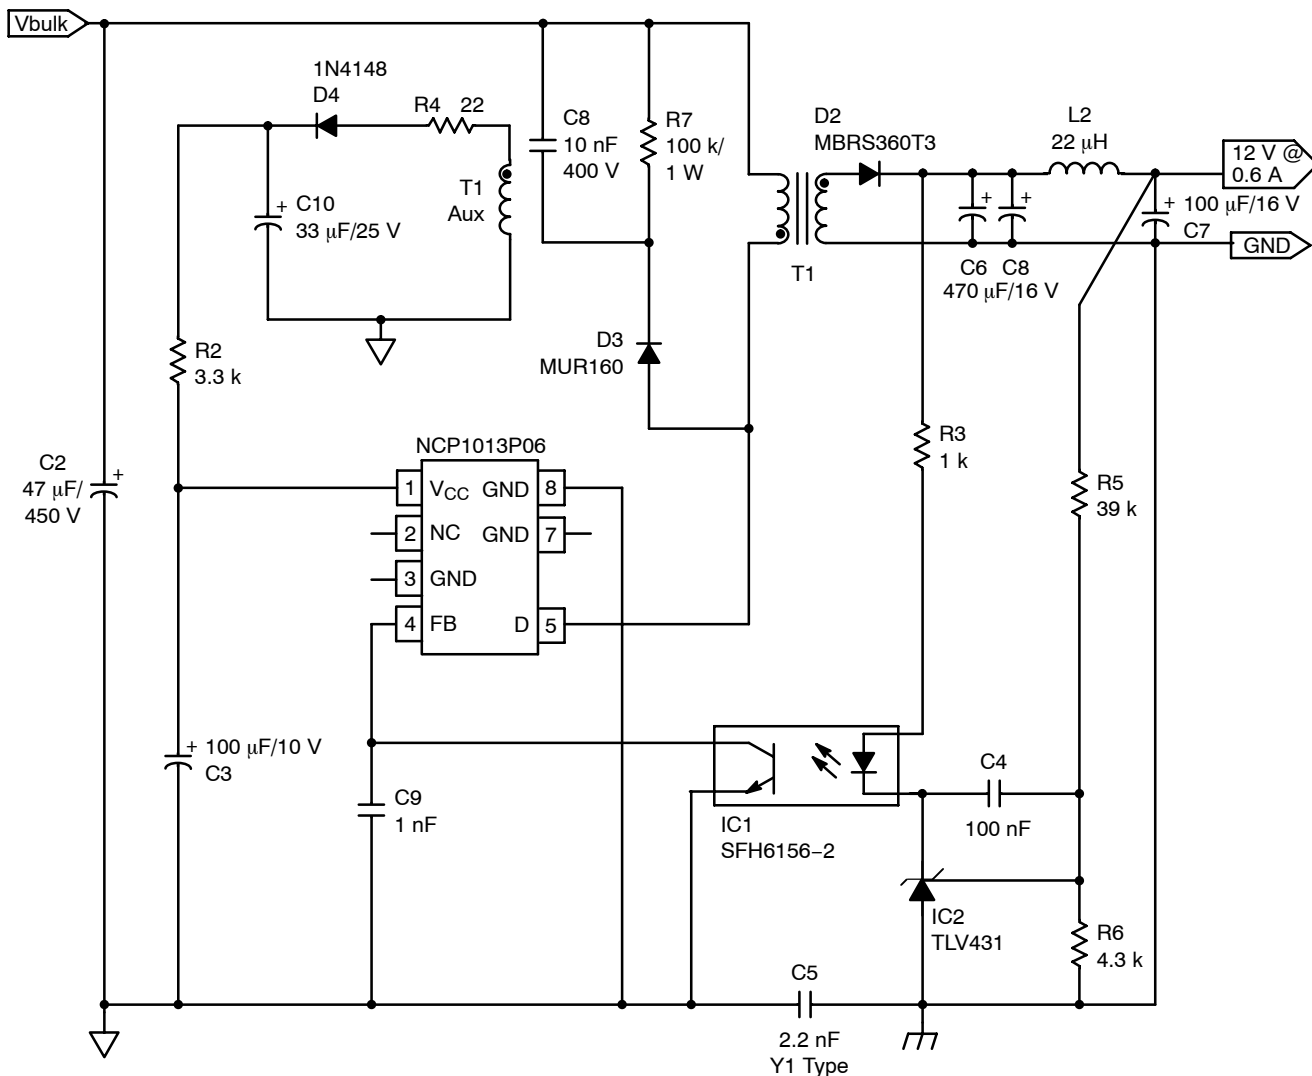 Vbulk
1N4148
D4
R4 22
C8
10 nF
400 V
R7
100 k/
1 W
D2
MBRS360T3
L2
22 μH
12 V @
0.6 A
T1
Aux
+ C10
33 μF/25 V
+
+
+ 100 μF/16 V
C7
GND
T1
C6 C8
470 μF/16 V
R2
3.3 k
D3
MUR160
R3
1 k
NCP1013P06
C2
47 μF/
450 V
+
1 VCC GND 8
2 NC GND 7
3 GND
4 FB D 5
R5
39 k
+ 100 μF/10 V
C3
C9
1 nF
IC1
SFH6156−2
C4
100 nF
IC2
TLV431
R6
4.3 k
C5
2.2 nF
Y1 Type